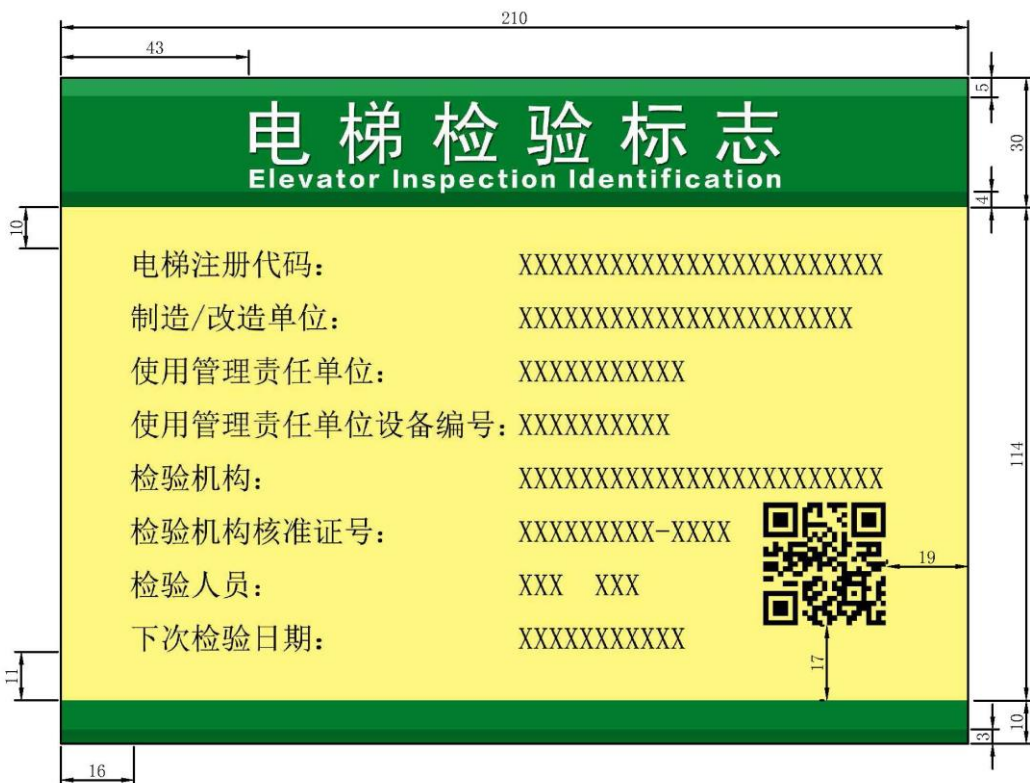 210
43
5
电梯检验标志
30
Elevator Inspection Identification
4
10
电梯注册代码： XXXXXXXXXXXXXXXXXXXXXXXX
制造/改造单位： XXXXXXXXXXXXXXXXXXXXXX
使用管理责任单位： XXXXXXXXXXX
使用管理责任单位设备编号：XXXXXXXXXX
114
检验机构： XXXXXXXXXXXXXXXXXXXXXXXX
检验机构核准证号： XXXXXXXXX-XXXX
19
检验人员： XXX XXX
下次检验日期： XXXXXXXXXXX
17
11
10
3
16